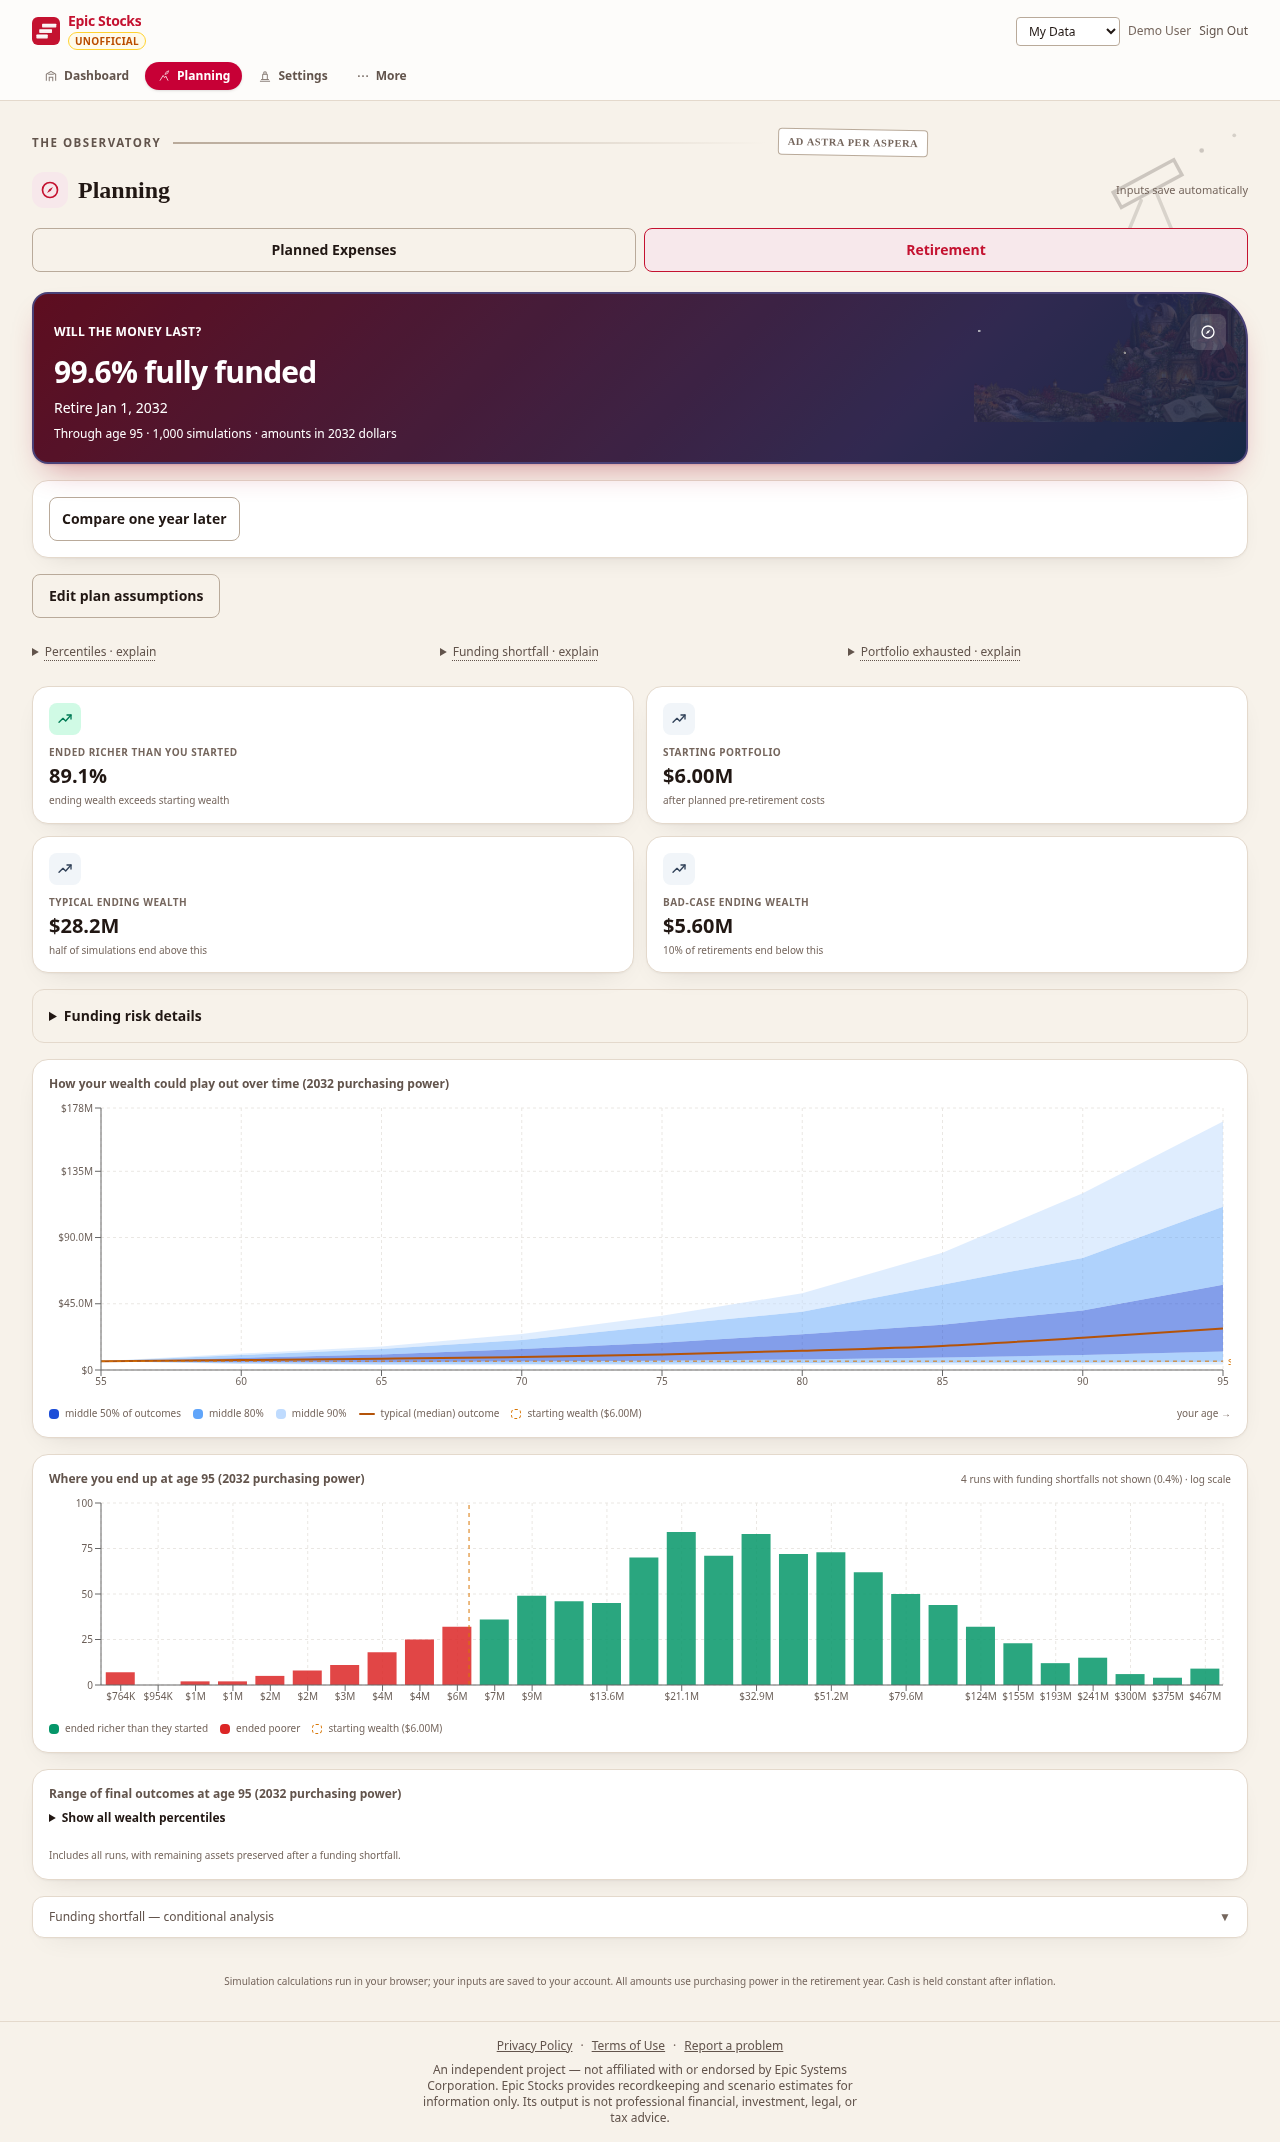 Epic Stocks
UNOFFICIAL
My Data
Demo User
Sign Out
Dashboard
Planning
Settings
More
THE OBSERVATORY
AD ASTRA PER ASPERA
Planning
Inputs save automatically
Planned Expenses
Retirement
WILL THE MONEY LAST?
99.6% fully funded
Retire Jan 1, 2032
Through age 95 · 1,000 simulations · amounts in 2032 dollars
Compare one year later
Edit plan assumptions
Percentiles · explain
Funding shortfall · explain
Portfolio exhausted · explain
ENDED RICHER THAN YOU STARTED
89.1%
ending wealth exceeds starting wealth
STARTING PORTFOLIO
$6.00M
after planned pre-retirement costs
TYPICAL ENDING WEALTH
$28.2M
half of simulations end above this
BAD-CASE ENDING WEALTH
$5.60M
10% of retirements end below this
Funding risk details
How your wealth could play out over time (2032 purchasing power)
$178M
$135M
$90.0M
$45.0M
$0
55 60 65 70 75 80 85 90 95
middle 50% of outcomes
middle 80%
middle 90%
typical (median) outcome
starting wealth ($6.00M)
your age →
Where you end up at age 95 (2032 purchasing power)
4 runs with funding shortfalls not shown (0.4%) · log scale
100
75
50
25
0
$764K $954K $1M $1M $2M $2M $3M $4M $4M $6M $7M $9M $13.6M $21.1M $32.9M $51.2M $79.6M $124M $155M $193M $241M $300M $375M $467M
ended richer than they started
ended poorer
starting wealth ($6.00M)
Range of final outcomes at age 95 (2032 purchasing power)
Show all wealth percentiles
Includes all runs, with remaining assets preserved after a funding shortfall.
Funding shortfall — conditional analysis
Simulation calculations run in your browser; your inputs are saved to your account. All amounts use purchasing power in the retirement year. Cash is held constant after inflation.
Privacy Policy · Terms of Use · Report a problem
An independent project — not affiliated with or endorsed by Epic Systems
Corporation. Epic Stocks provides recordkeeping and scenario estimates for
information only. Its output is not professional financial, investment, legal, or
tax advice.